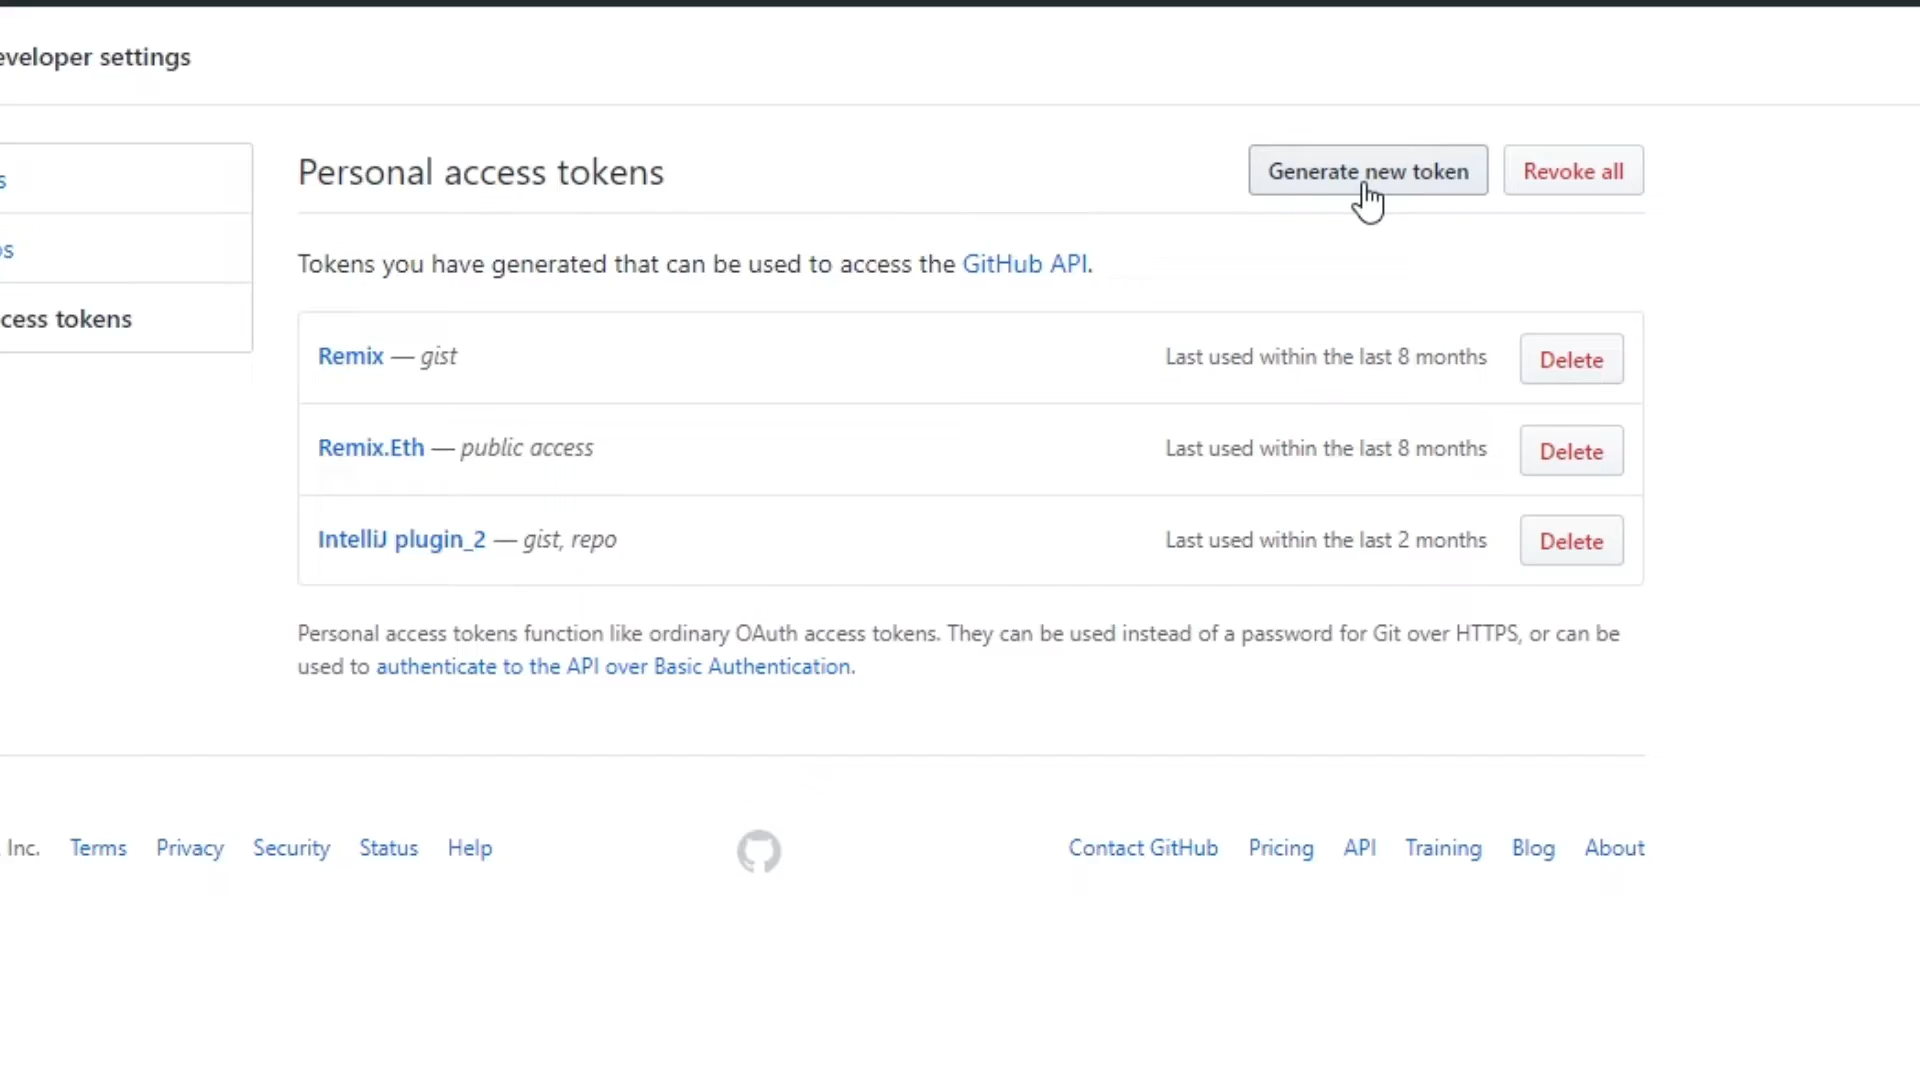 eveloper settings
s
Personal access tokens
Generate new token
Revoke all
os
Tokens you have generated that can be used to access the GitHub API.
cess tokens
Remix — gist
Last used within the last 8 months
Delete
Remix.Eth — public access
Last used within the last 8 months
Delete
IntelliJ plugin_2 — gist, repo
Last used within the last 2 months
Delete
Personal access tokens function like ordinary OAuth access tokens. They can be used instead of a password for Git over HTTPS, or can be
used to authenticate to the API over Basic Authentication.
Inc. Terms Privacy Security Status Help
Contact GitHub Pricing API Training Blog About